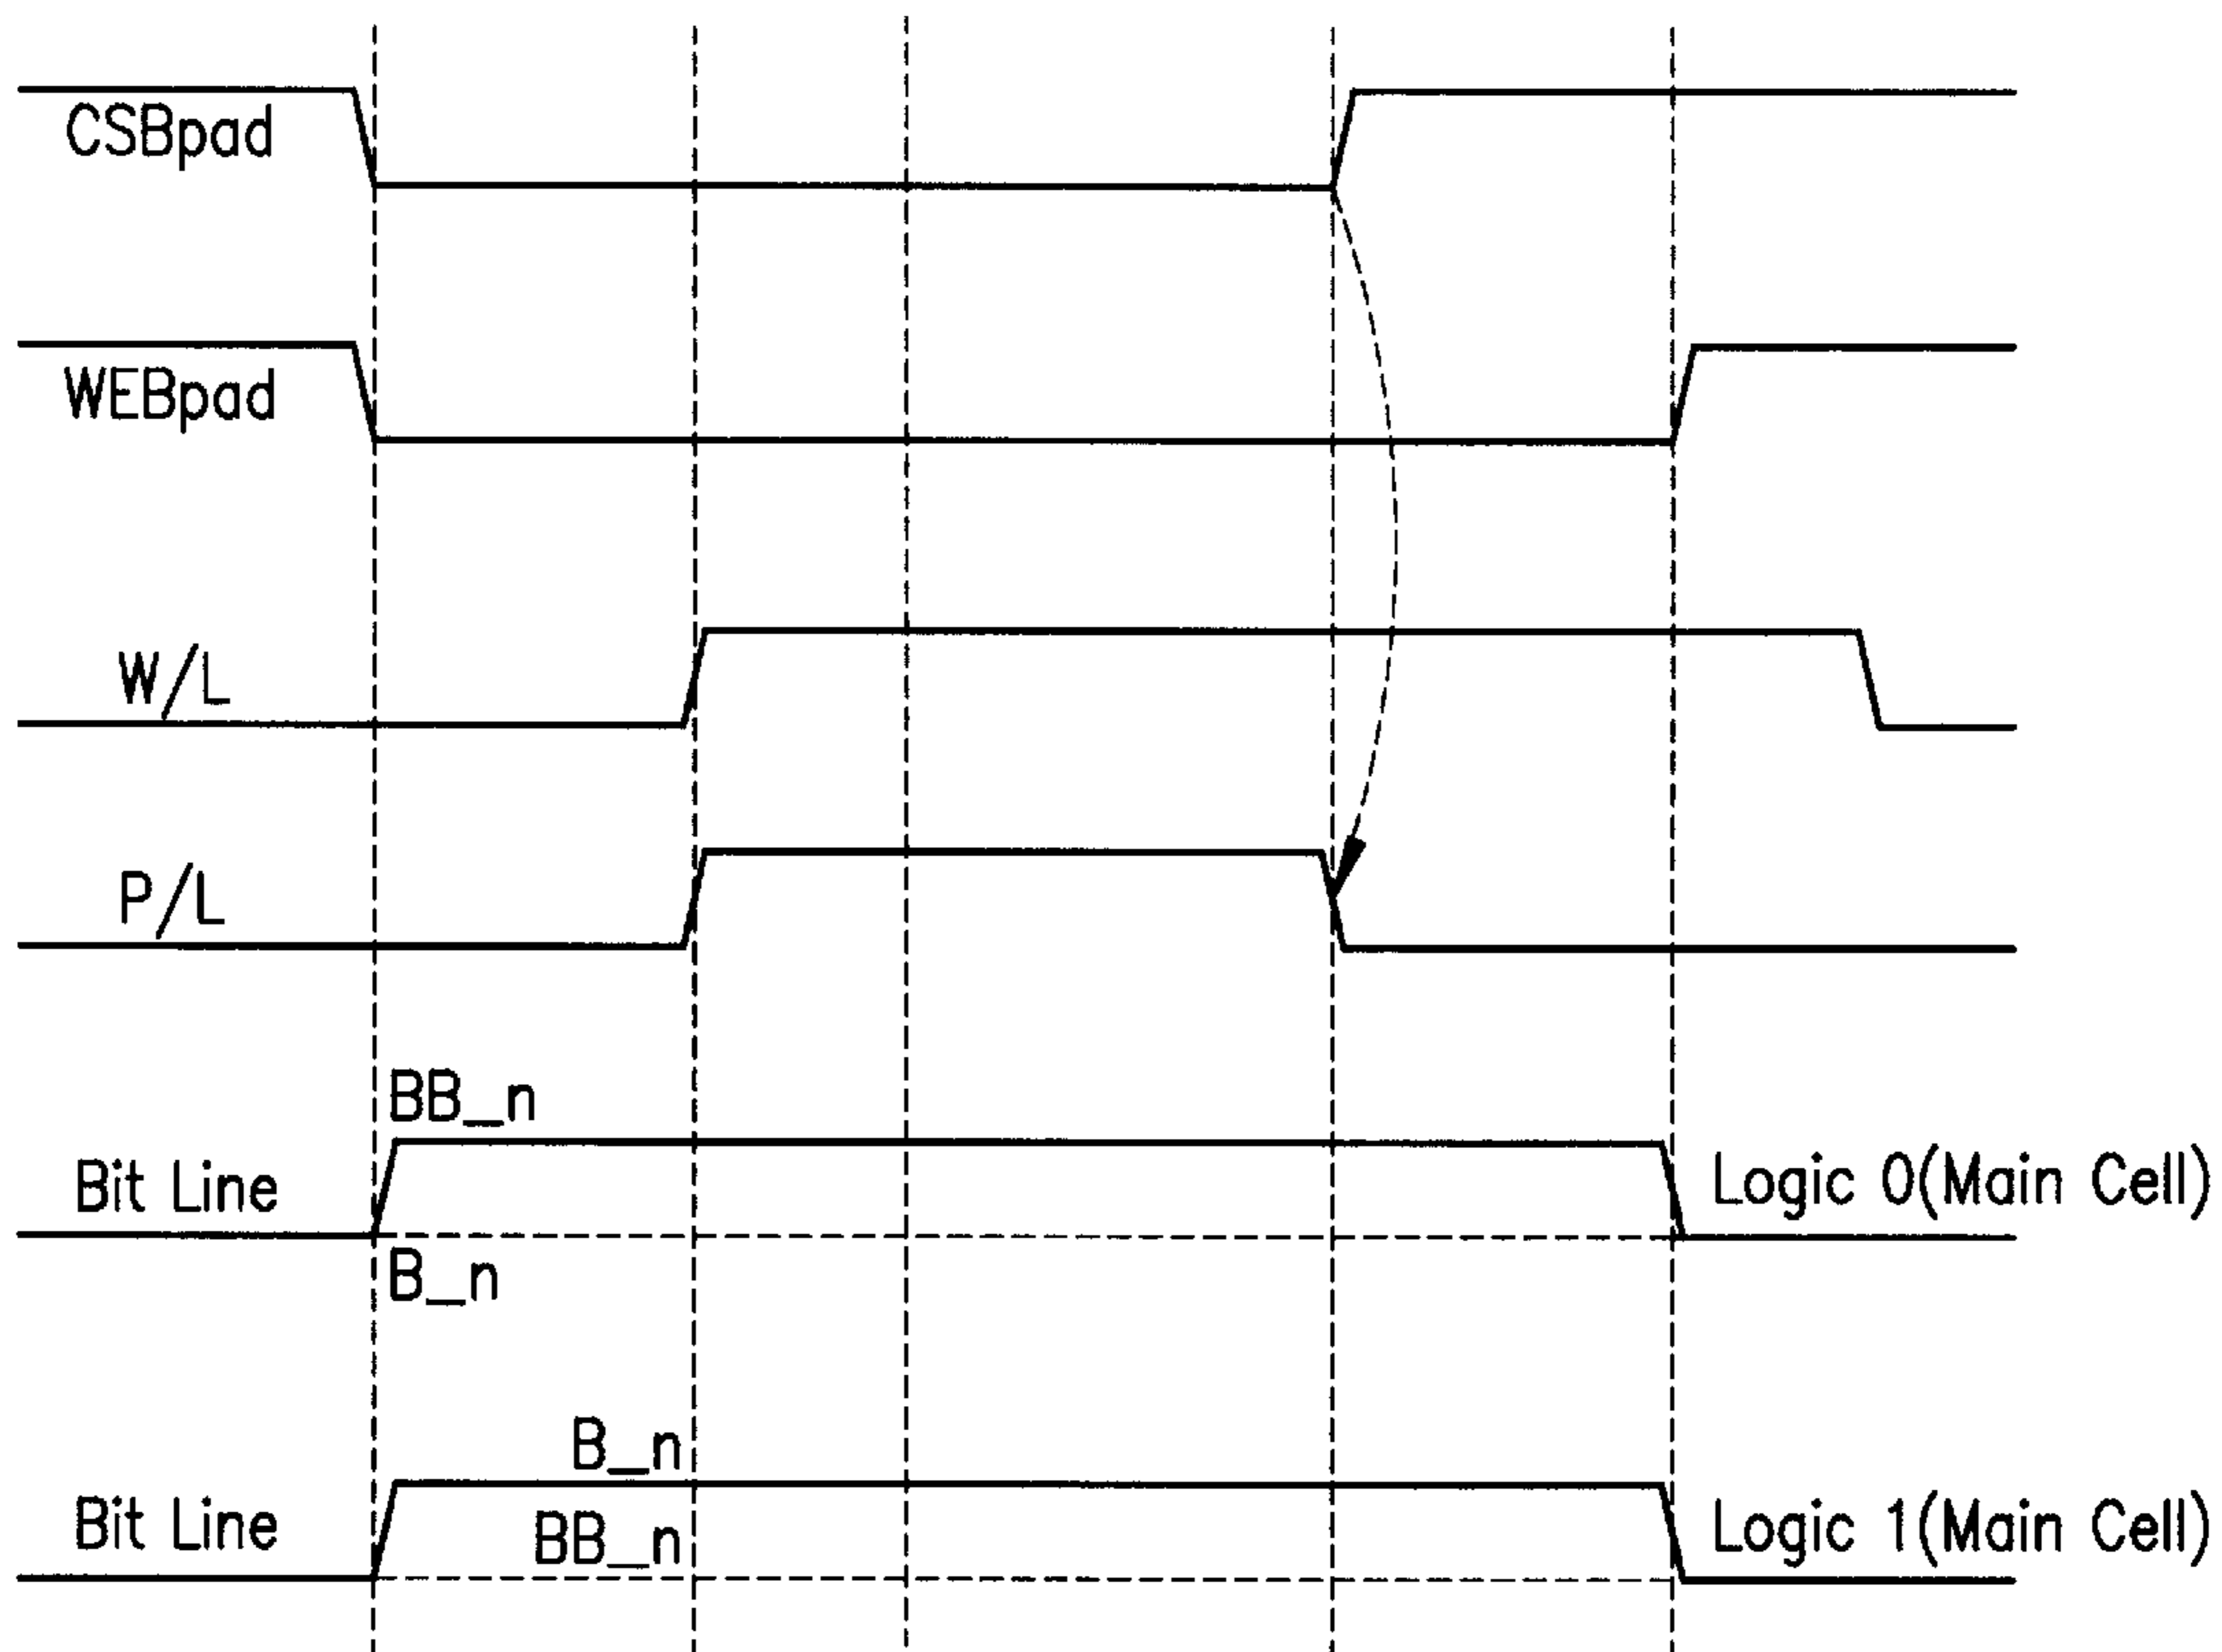 CSBpad
WEBpad
W/L
P/L
BB_n
Bit Line
Logic 0(Main Cell)
B_n
B_n
Bit Line
BB_n
Logic 1(Main Cell)